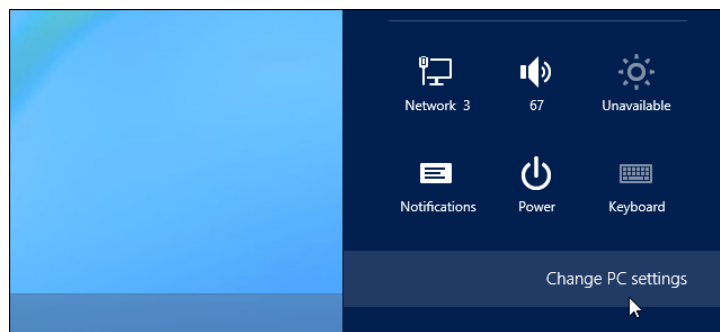 Network 3
67
Unavailable
Notifications
Power
Keyboard
Change PC settings